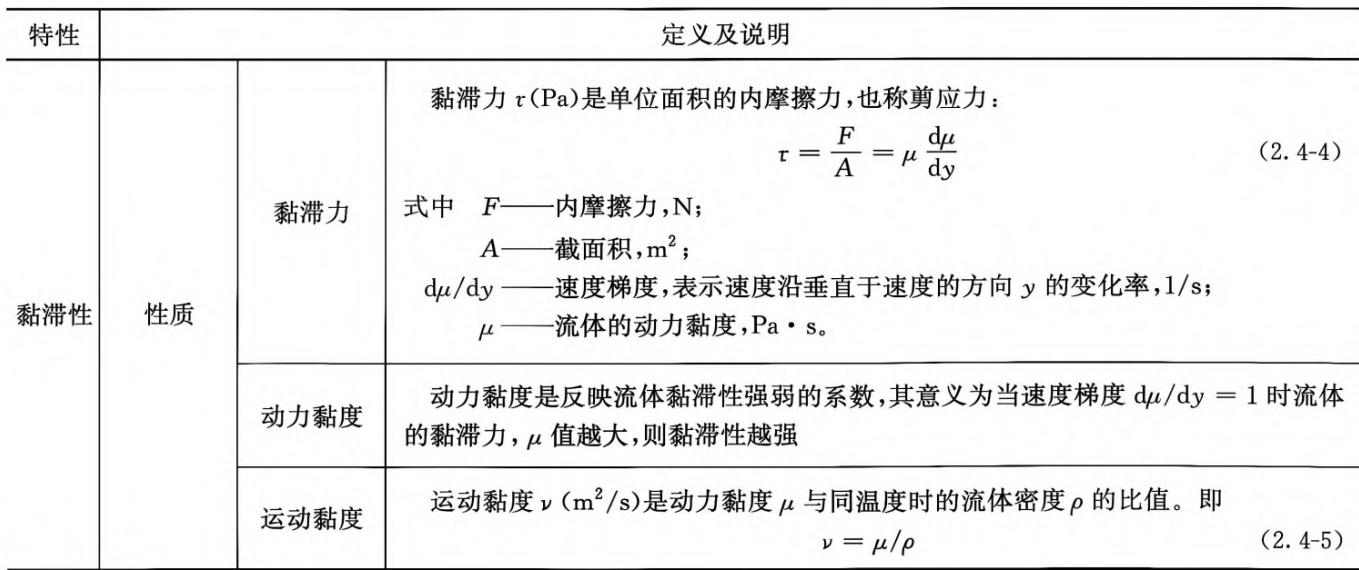 特性 定义及说明
黏滞性 性质 黏滞力
黏滞力 τ(Pa)是单位面积的内摩擦力,也称剪应力:
τ = F/A = μ dμ/dy (2.4-4)
式中 F——内摩擦力,N;
A——截面积,m²;
dμ/dy ——速度梯度,表示速度沿垂直于速度的方向 y 的变化率,1/s;
μ ——流体的动力黏度,Pa·s。
动力黏度
动力黏度是反映流体黏滞性强弱的系数,其意义为当速度梯度 dμ/dy = 1 时流体
的黏滞力, μ 值越大,则黏滞性越强
运动黏度
运动黏度 ν (m²/s)是动力黏度 μ 与同温度时的流体密度 ρ 的比值。即
ν = μ/ρ (2.4-5)